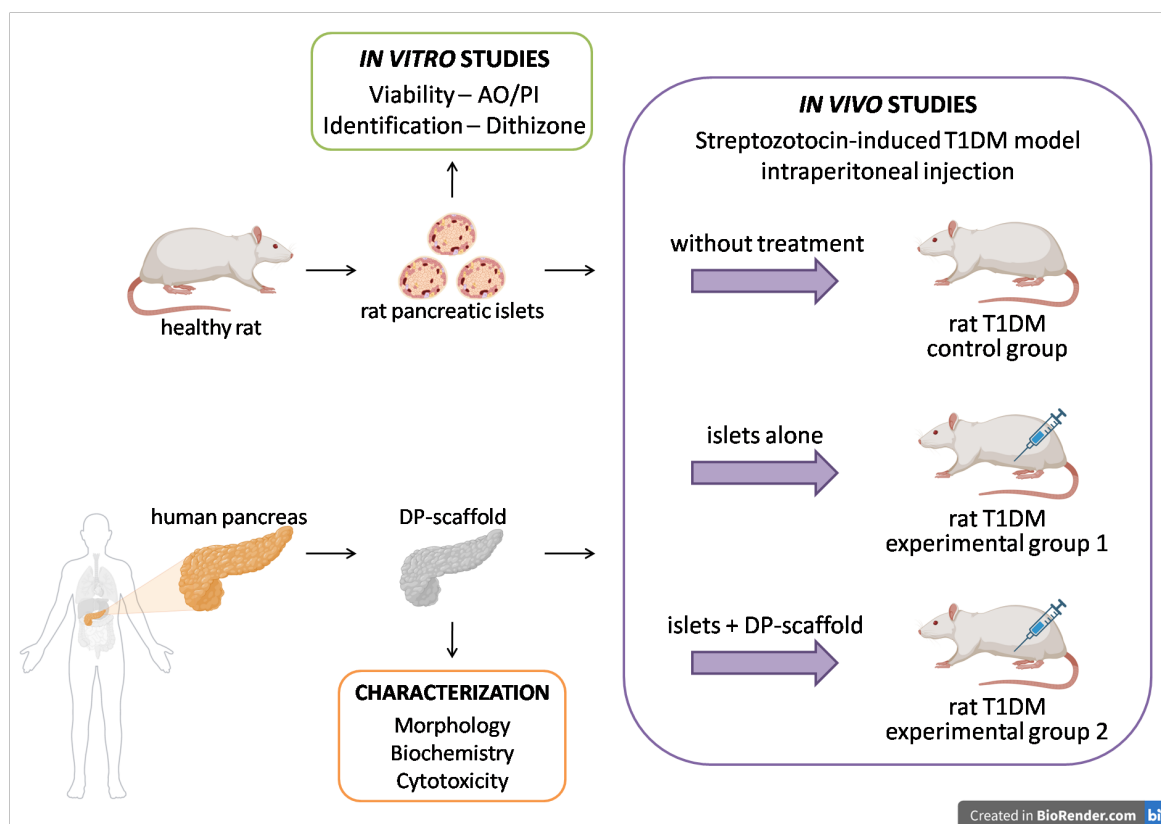 IN VITRO STUDIES
Viability – AO/PI
Identification – Dithizone
healthy rat
rat pancreatic islets
human pancreas
DP-scaffold
CHARACTERIZATION
Morphology
Biochemistry
Cytotoxicity
IN VIVO STUDIES
Streptozotocin-induced T1DM model
intraperitoneal injection
without treatment
rat T1DM
control group
islets alone
rat T1DM
experimental group 1
islets + DP-scaffold
rat T1DM
experimental group 2
Created in BioRender.com bi